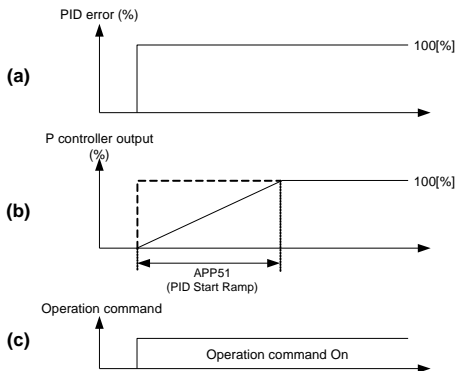 PID error (%)
100[%]
(a)
P controller output
(%)
100[%]
(b)
APP51
(PID Start Ramp)
Operation command
(c)
Operation command On